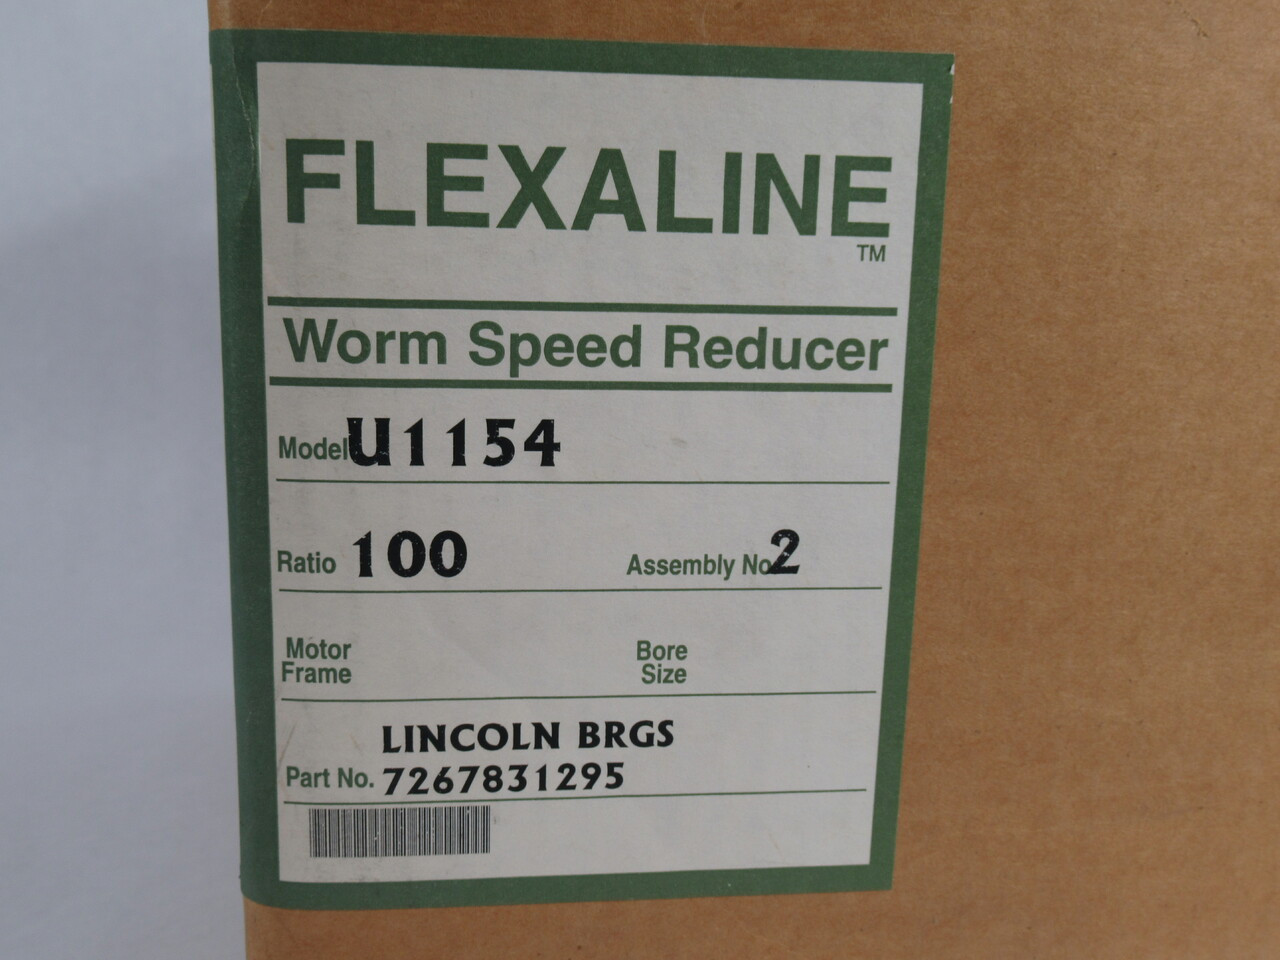 FLEXALINE
TM
Worm Speed Reducer
Model U1154
Ratio 100 Assembly No. 2
Motor Frame
Bore Size
LINCOLN BRGS
Part No. 7267831295